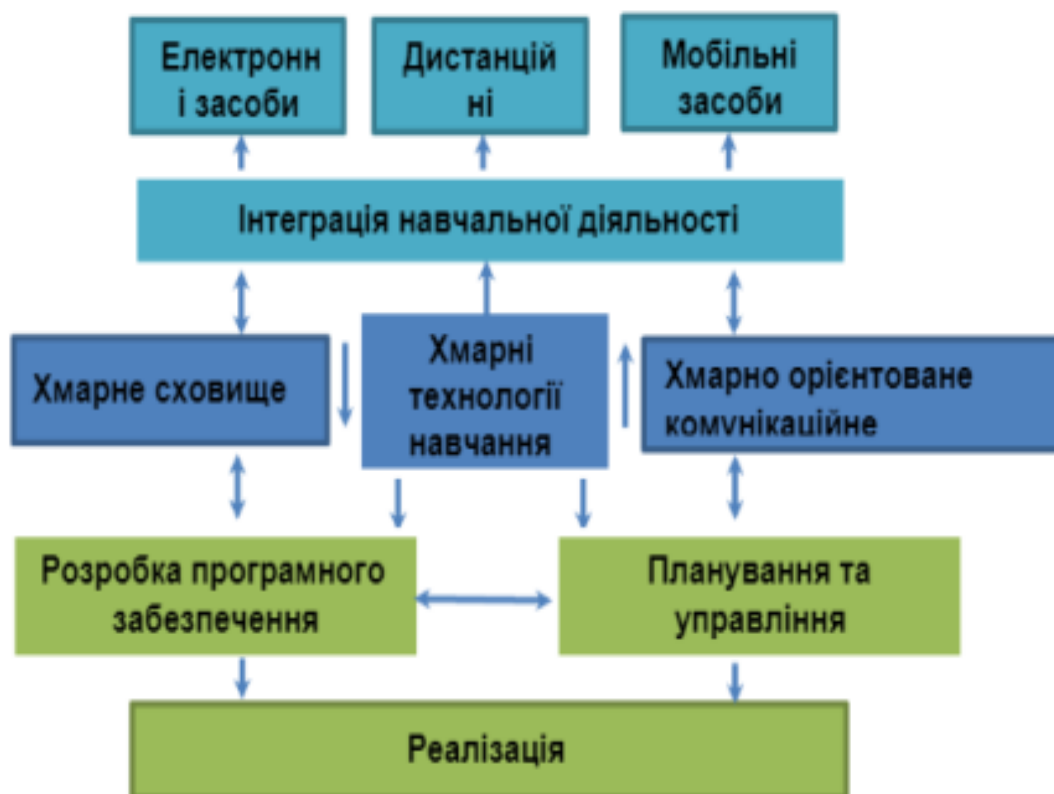 Електронн
і засоби
Дистанцій
ні
Мобільні
засоби
Інтеграція навчальної діяльності
Хмарне сховище
Хмарні
технології
навчання
Хмарно орієнтоване
комунікаційне
Розробка програмного
забезпечення
Планування та
управління
Реалізація